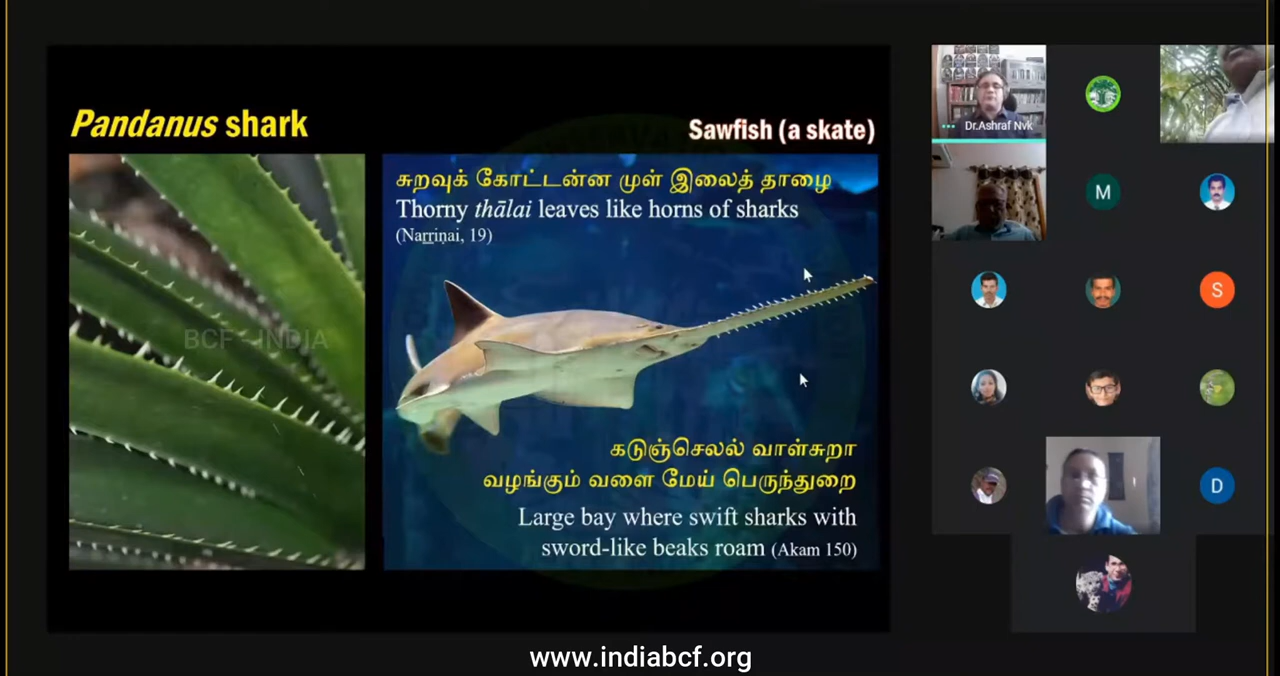 Pandanus shark
Sawfish (a skate)
சுறவுக் கோட்டன்ன முள் இலைத் தாழை
Thorny thālai leaves like horns of sharks
(Naṟṟiṇai, 19)
BCF - INDIA
கடுஞ்செலல் வாள்சுறா
வழங்கும் வளை மேய் பெருந்துறை
Large bay where swift sharks with
sword-like beaks roam (Akam 150)
Dr.Ashraf Nvk
M
S
D
www.indiabcf.org